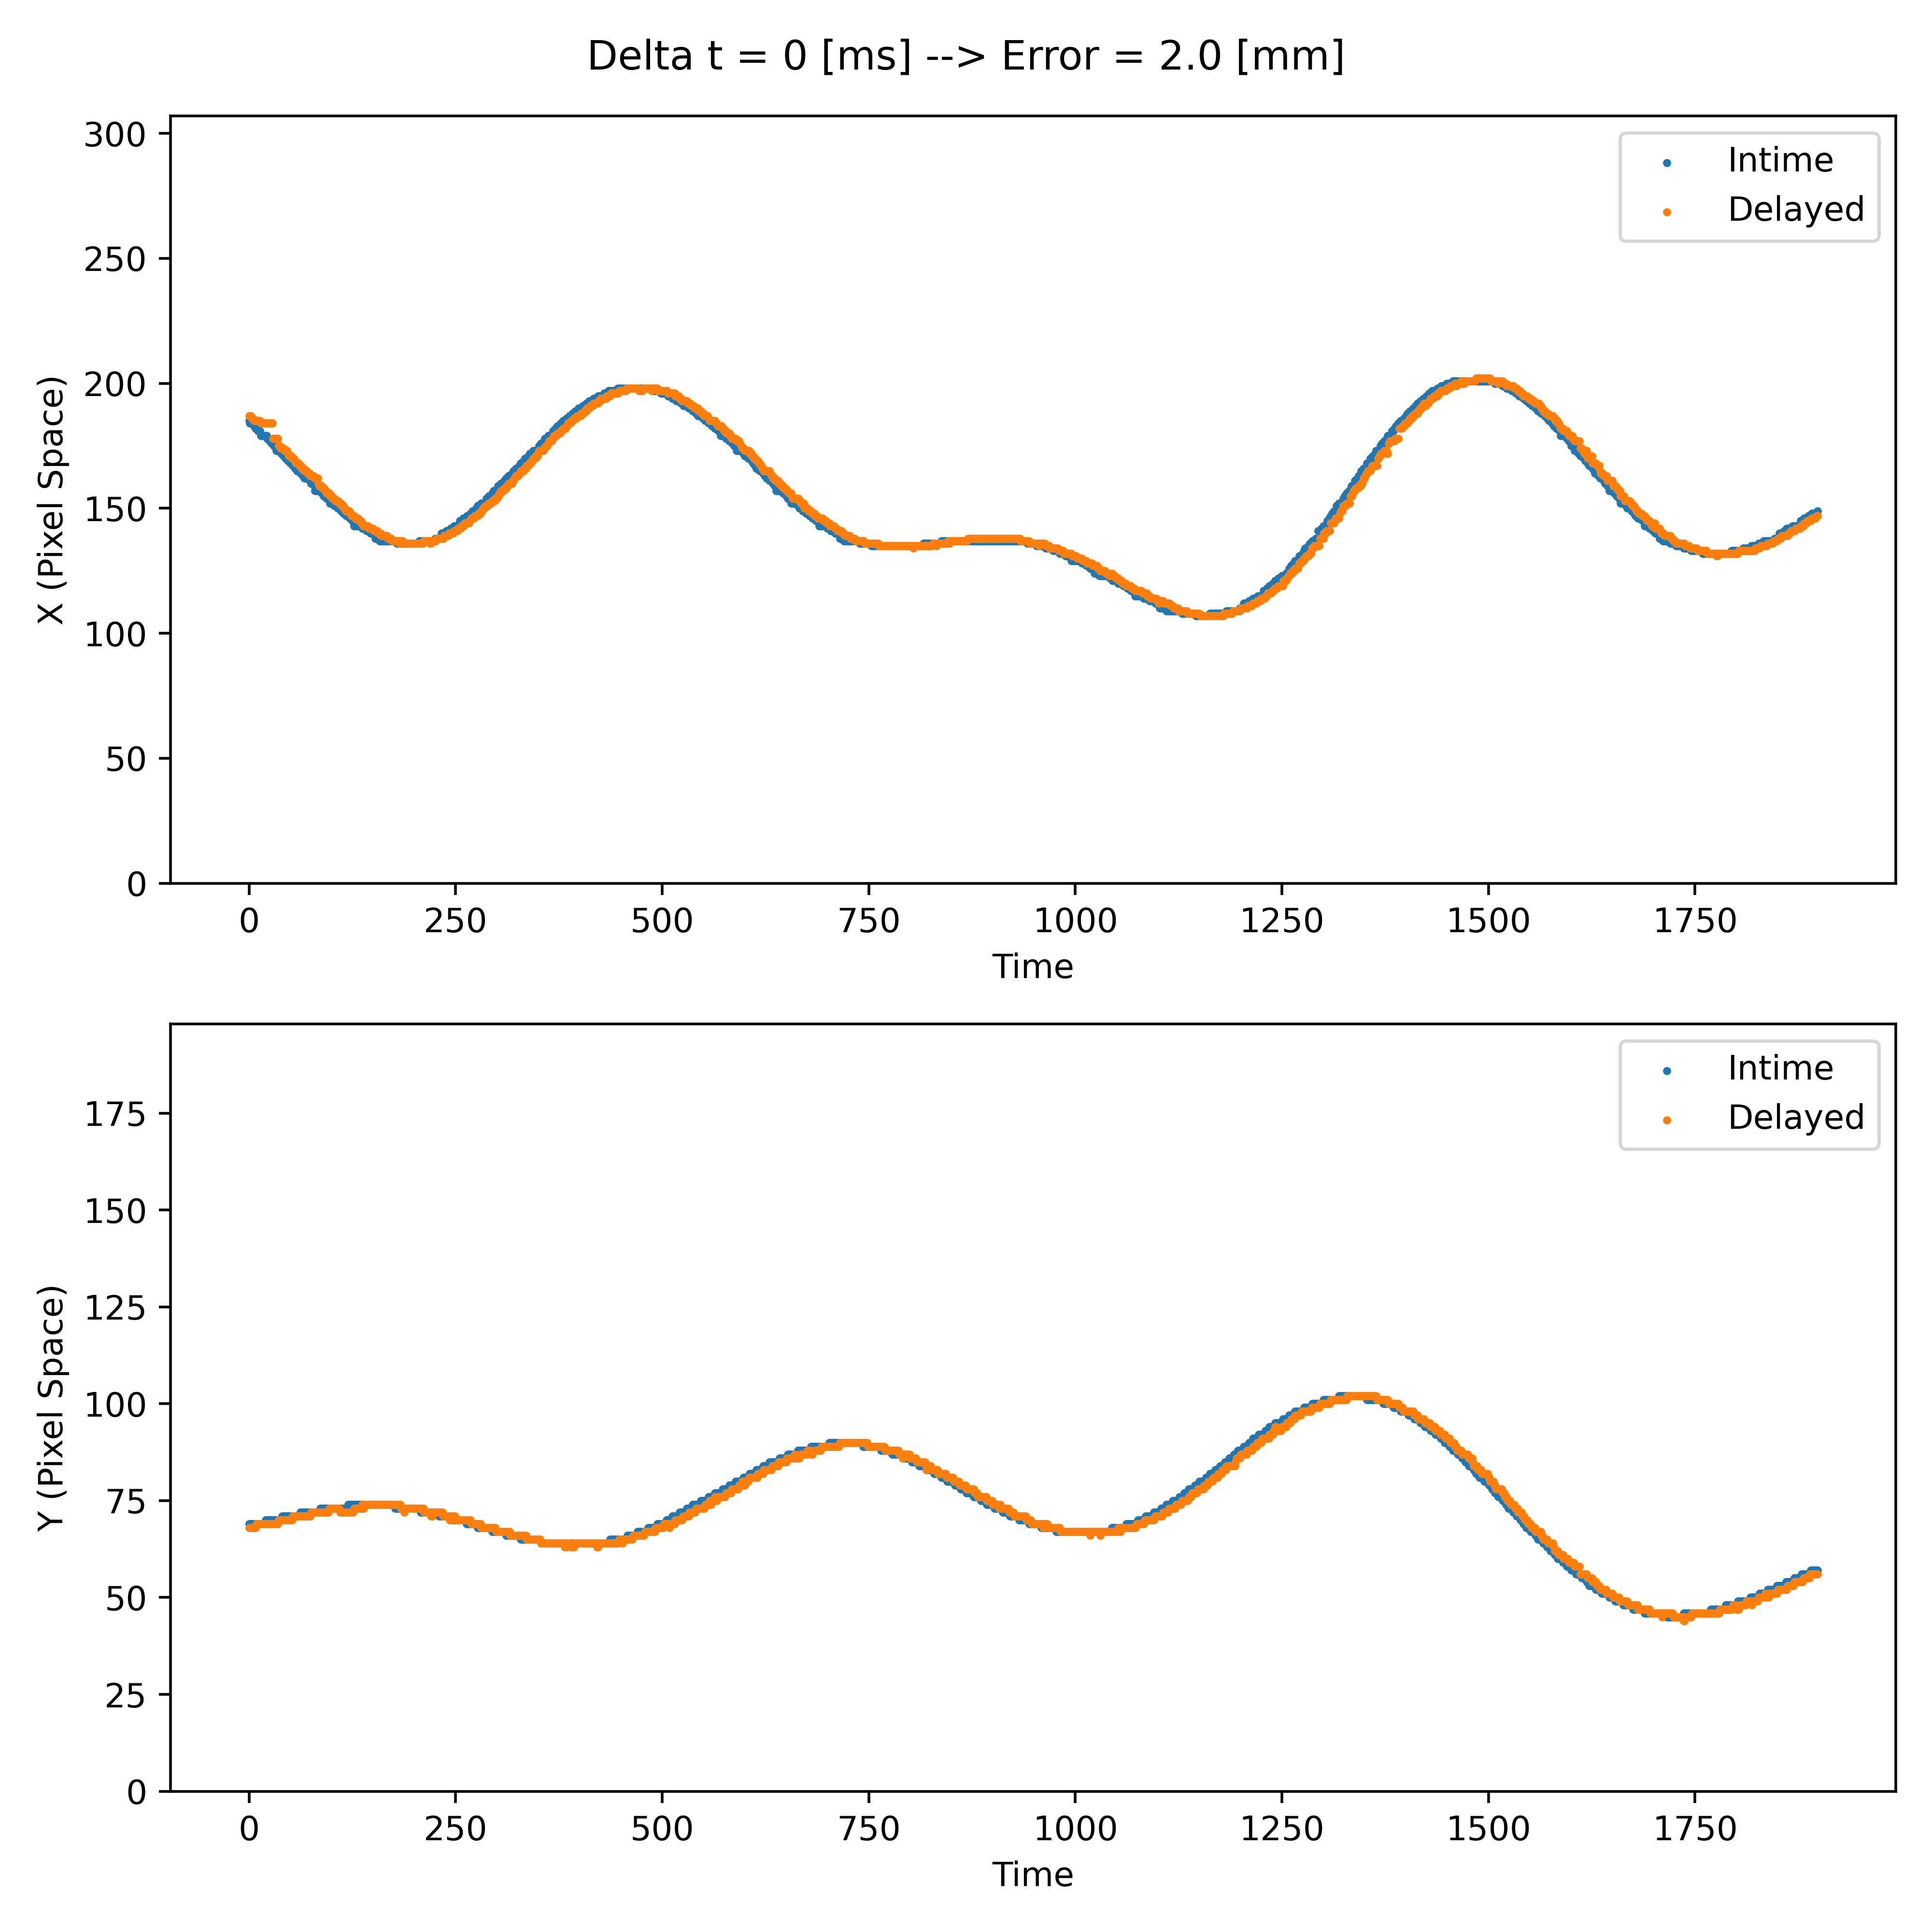 Delta t = 0 [ms] --> Error = 2.0 [mm]
300
250
200
150
100
50
0
X (Pixel Space)
Intime
Delayed
0 250 500 750 1000 1250 1500 1750
Time
175
150
125
100
75
50
25
0
Y (Pixel Space)
Intime
Delayed
0 250 500 750 1000 1250 1500 1750
Time